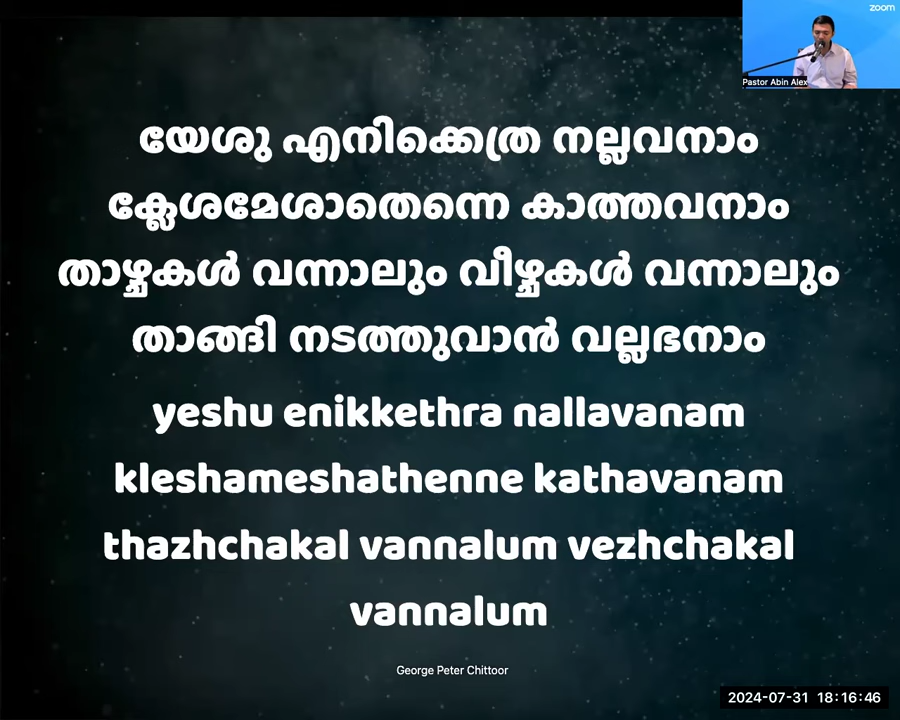 zoom
Pastor Abin Alex
യേശു എനിക്കെത്ര നല്ലവനാം
ക്ലേശമേശാതെന്നെ കാത്തവനാം
താഴ്ചകൾ വന്നാലും വീഴ്ചകൾ വന്നാലും
താങ്ങി നടത്തുവാൻ വല്ലഭനാം
yeshu enikkethra nallavanam
kleshameshathenne kathavanam
thazhchakal vannalum vezhchakal
vannalum
George Peter Chittoor
2024-07-31 18:16:46